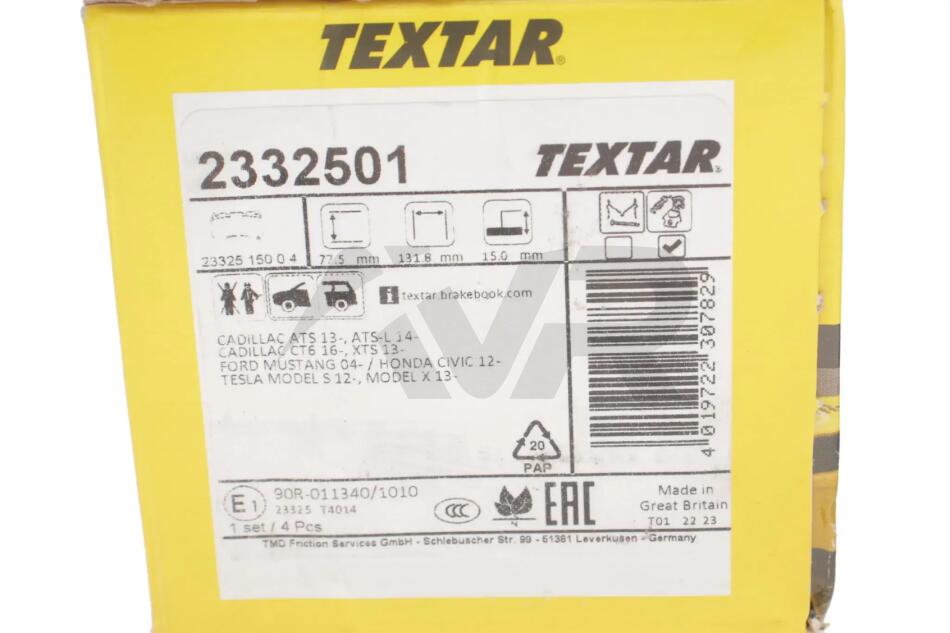 TEXTAR®
2332501
TEXTAR®
23325 150 0 4
77.5 mm
131.8 mm
15.0 mm
i textar.brakebook.com
CADILLAC ATS 13-, ATS-L 14-
CADILLAC CT6 16-, XTS 13-
FORD MUSTANG 04- / HONDA CIVIC 12-
TESLA MODEL S 12-, MODEL X 13-
4 019722 307829
20
PAP
E1
90R-011340/1010
23325 T4014
1 set / 4 Pcs
CCC
N
EAC
Made in
Great Britain
T01 22 23
TMD Friction Services GmbH - Schlebuscher Str. 99 - 51381 Leverkusen - Germany
VR